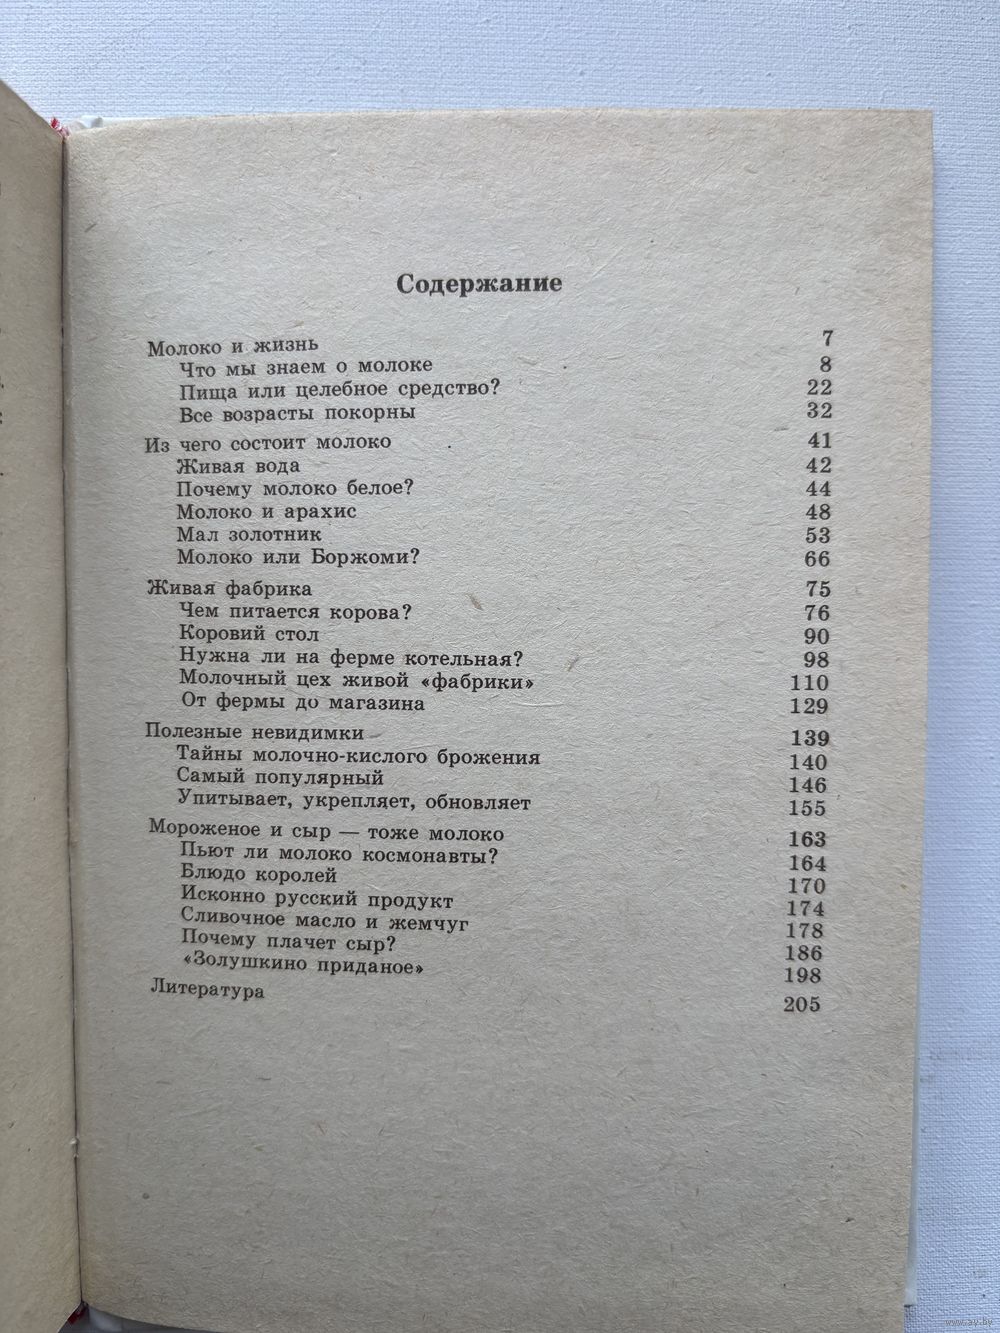 Содержание
Молоко и жизнь 7
Что мы знаем о молоке 8
Пища или целебное средство? 22
Все возрасты покорны 32
Из чего состоит молоко 41
Живая вода 42
Почему молоко белое? 44
Молоко и арахис 48
Мал золотник 53
Молоко или Боржоми? 66
Живая фабрика 75
Чем питается корова? 76
Коровий стол 90
Нужна ли на ферме котельная? 98
Молочный цех живой «фабрики» 110
От фермы до магазина 129
Полезные невидимки 139
Тайны молочно-кислого брожения 140
Самый популярный 146
Упитывает, укрепляет, обновляет 155
Мороженое и сыр — тоже молоко 163
Пьют ли молоко космонавты? 164
Блюдо королей 170
Исконно русский продукт 174
Сливочное масло и жемчуг 178
Почему плачет сыр? 186
«Золушкино приданое» 198
Литература 205
www.ay.by